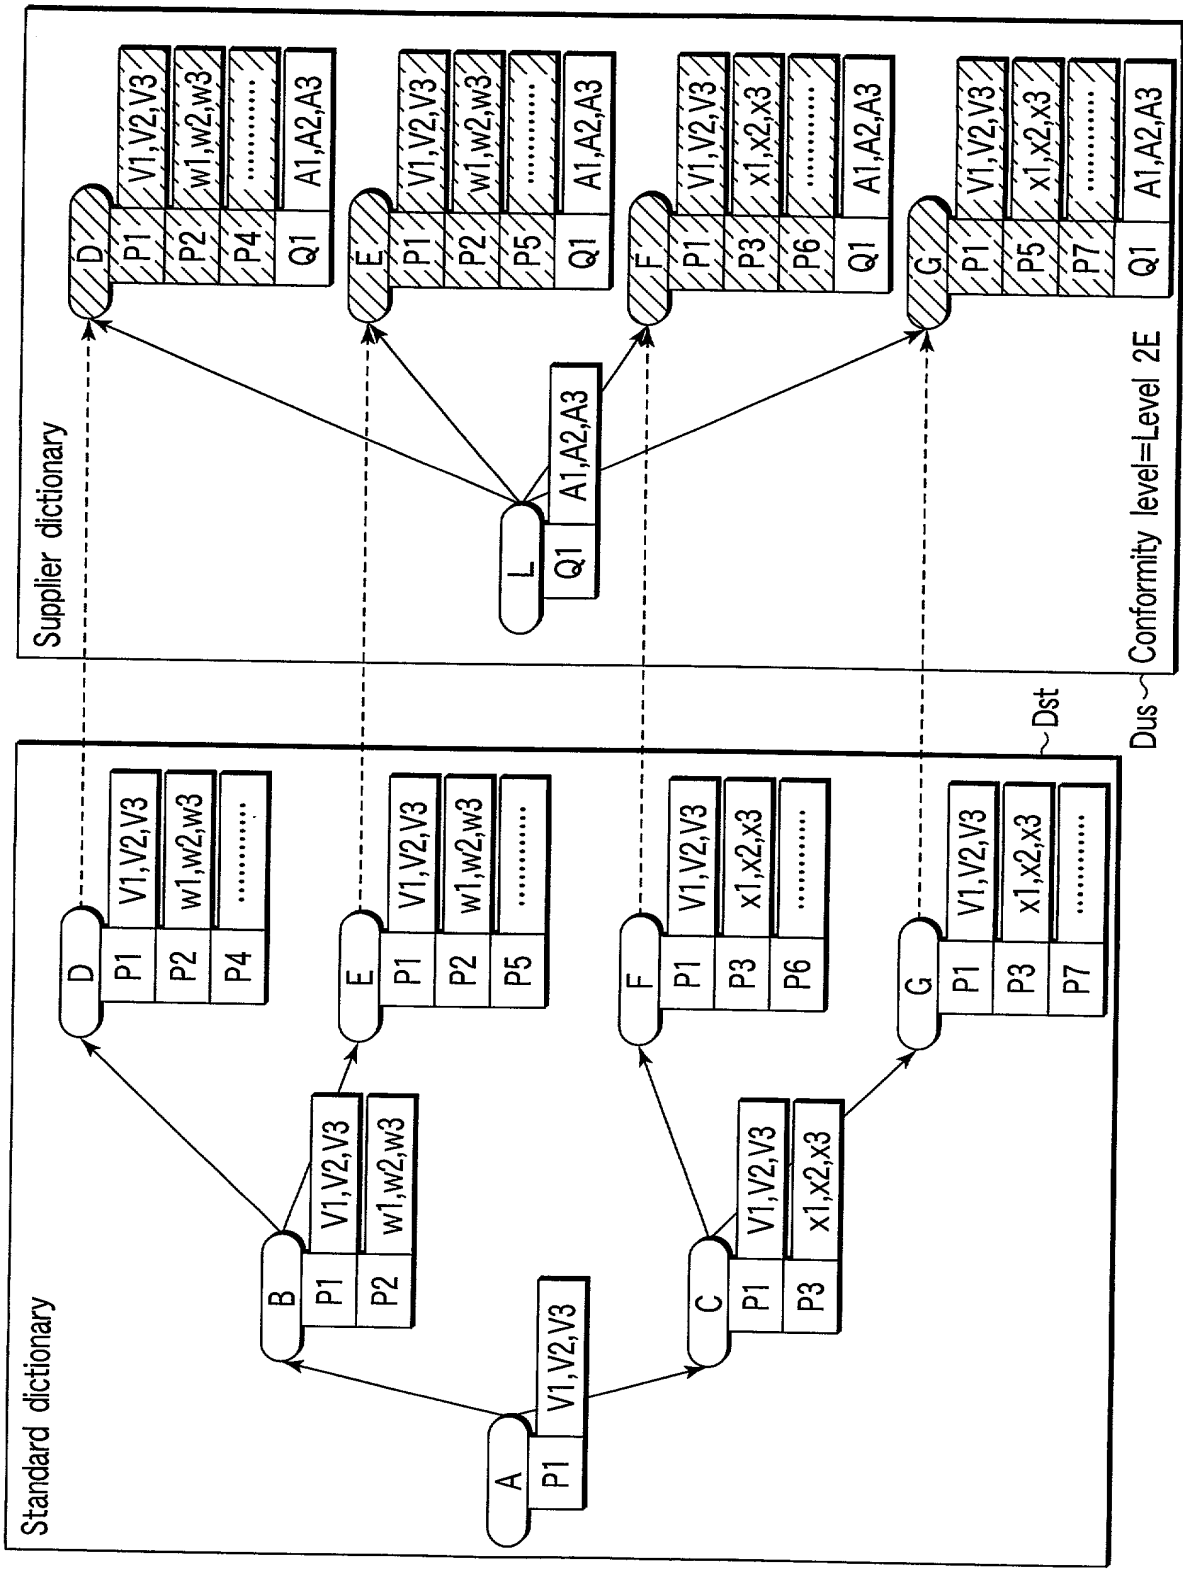 Standard dictionary
A
P1 V1,V2,V3
B
P1 V1,V2,V3
P2 w1,w2,w3
C
P1 V1,V2,V3
P3 x1,x2,x3
D
P1 V1,V2,V3
P2 w1,w2,w3
P4 ..........
E
P1 V1,V2,V3
P2 w1,w2,w3
P5 ..........
F
P1 V1,V2,V3
P3 x1,x2,x3
P6 ..........
G
P1 V1,V2,V3
P3 x1,x2,x3
P7 ..........
Dst
Supplier dictionary
L
Q1 A1,A2,A3
D
P1 V1,V2,V3
P2 w1,w2,w3
P4 ..........
Q1 A1,A2,A3
E
P1 V1,V2,V3
P2 w1,w2,w3
P5 ..........
Q1 A1,A2,A3
F
P1 V1,V2,V3
P3 x1,x2,x3
P6 ..........
Q1 A1,A2,A3
G
P1 V1,V2,V3
P5 x1,x2,x3
P7 ..........
Q1 A1,A2,A3
Dus Conformity level=Level 2E